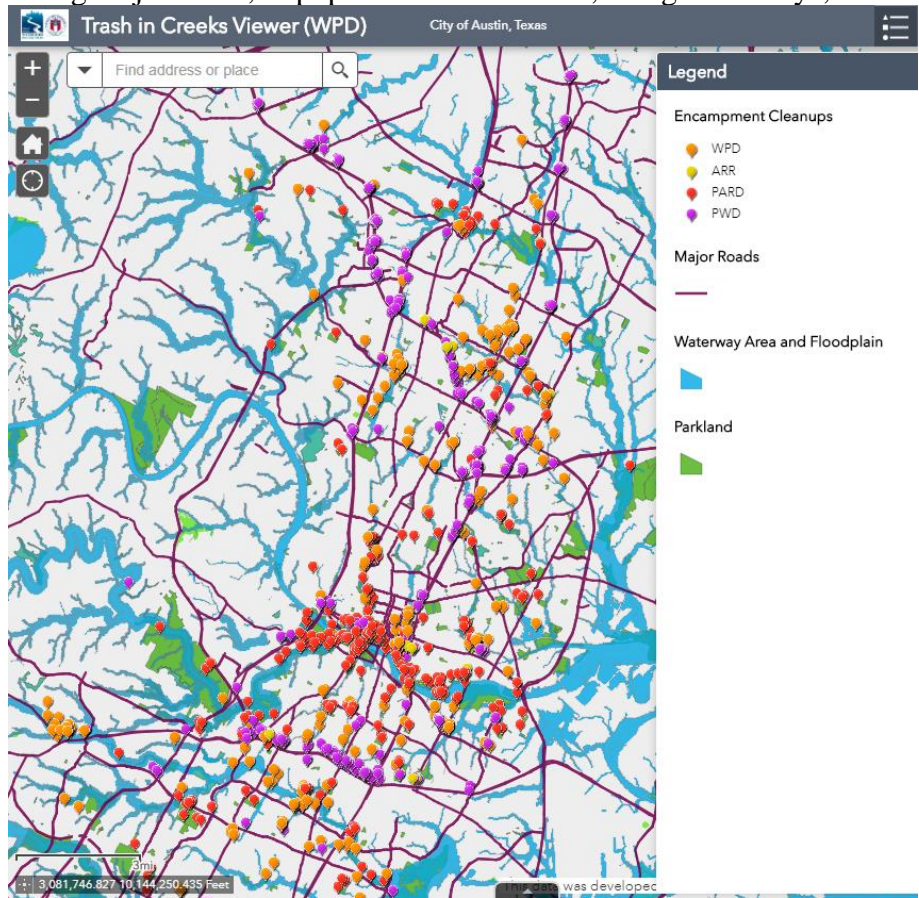 Trash in Creeks Viewer (WPD)
City of Austin, Texas
+
Find address or place
−
Legend
Encampment Cleanups
WPD
ARR
PARD
PWD
Major Roads
Waterway Area and Floodplain
Parkland
3mi
3,081,746.827 10,144,250.435 Feet
This data was developed